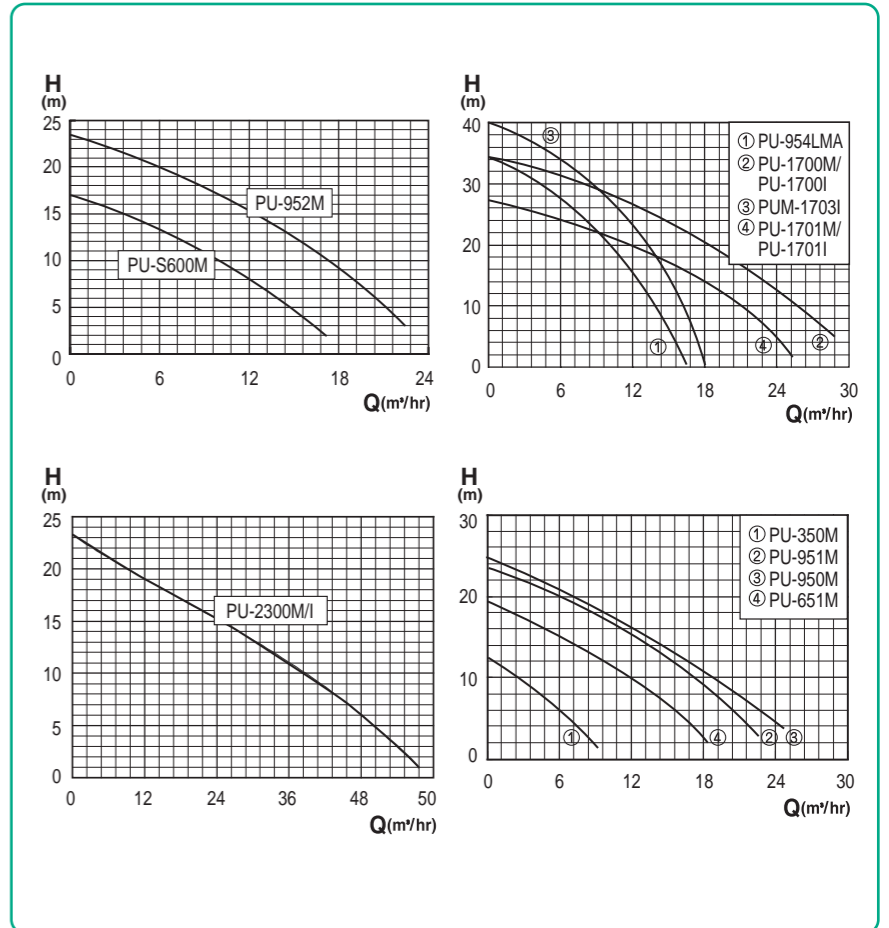 H
(m)
25
20
15
10
5
0
PU-952M
PU-S600M
0 6 12 18 24
Q(m³/hr)
H
(m)
40
30
20
10
0
③
① PU-954LMA
② PU-1700M/
PU-1700I
③ PUM-1703I
④ PU-1701M/
PU-1701I
① ④ ②
0 6 12 18 24 30
Q(m³/hr)
H
(m)
25
20
15
10
5
0
PU-2300M/I
0 12 24 36 48 50
Q(m³/hr)
H
(m)
30
20
10
0
① PU-350M
② PU-951M
③ PU-950M
④ PU-651M
① ④ ② ③
0 6 12 18 24 30
Q(m³/hr)